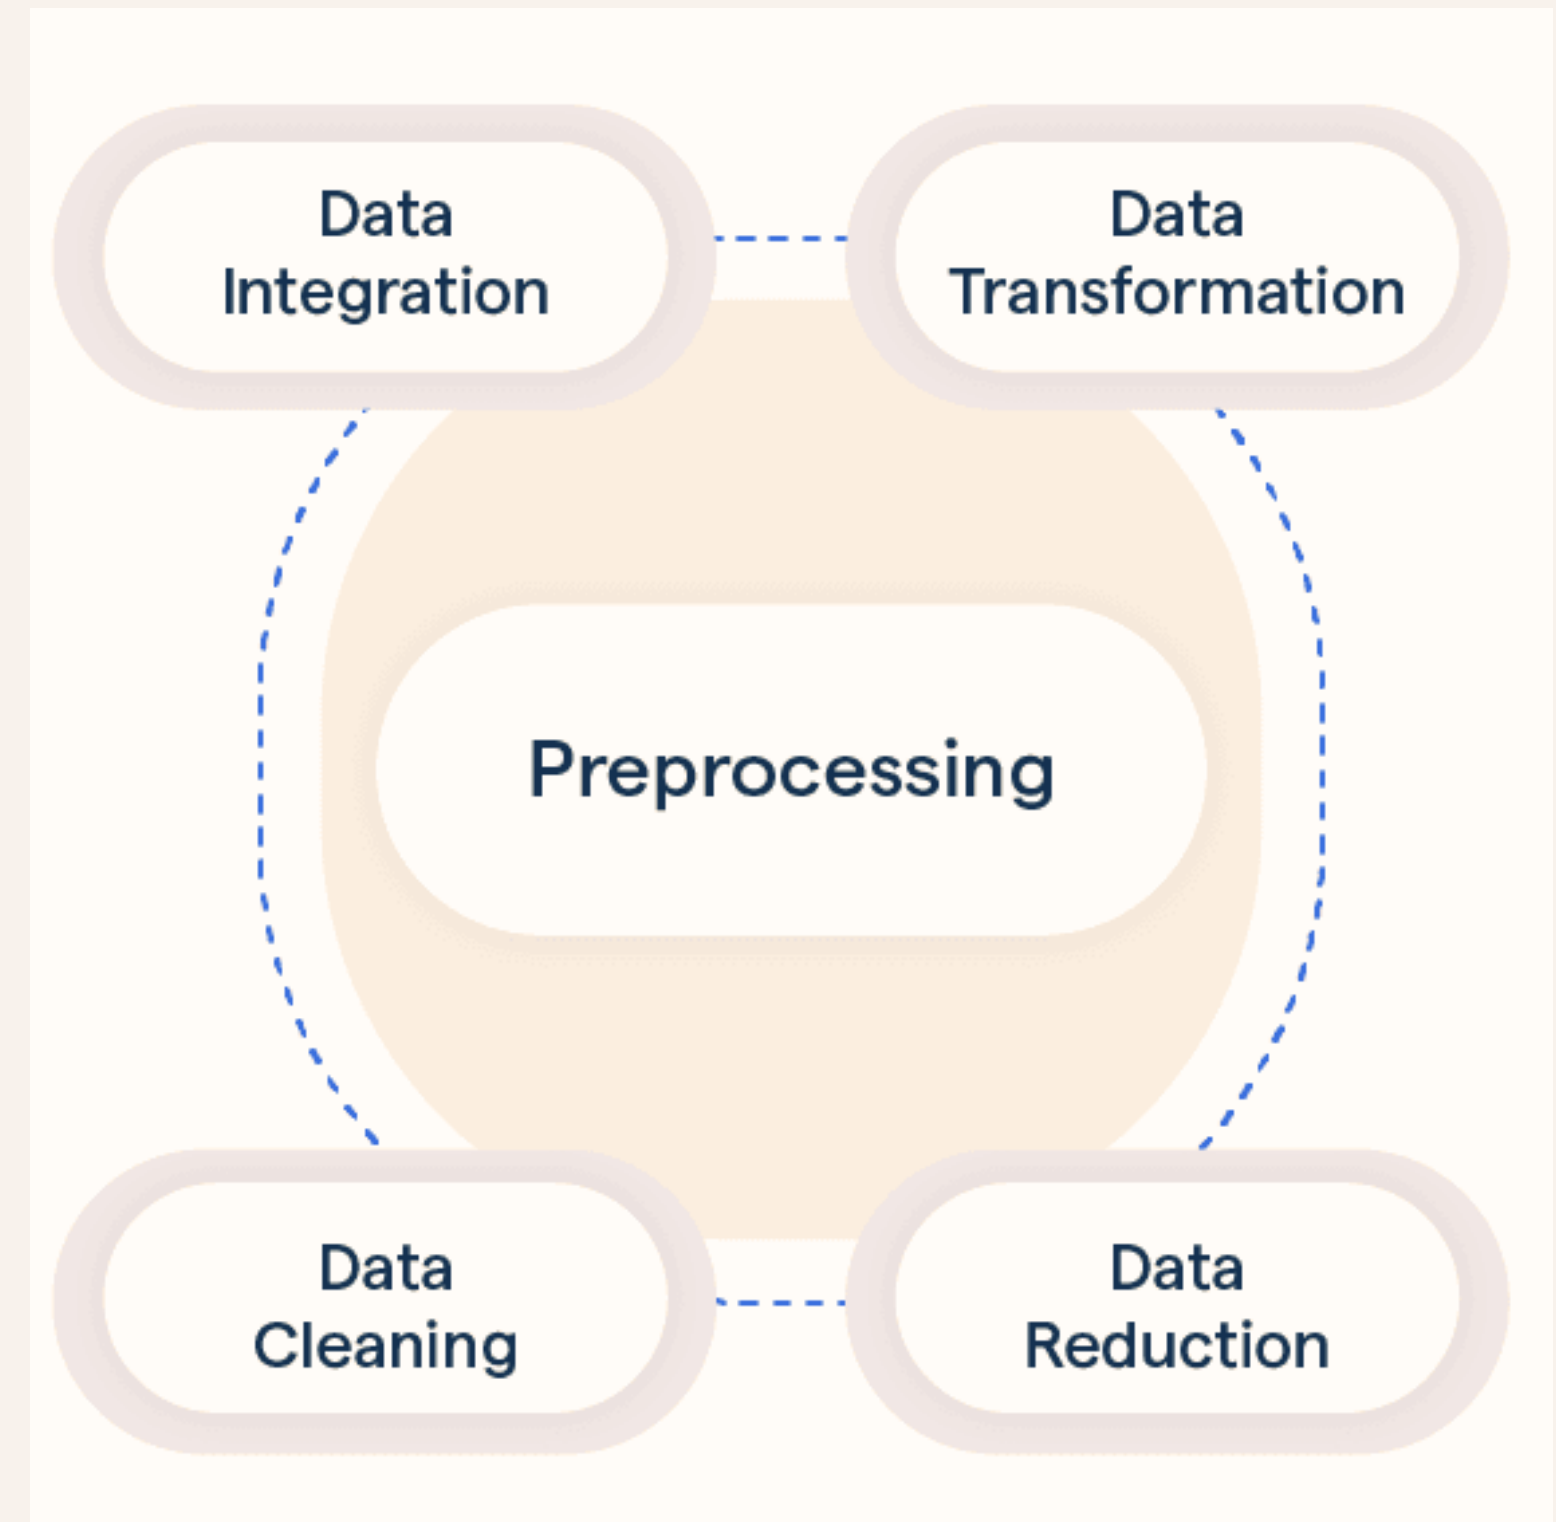 Data
Integration
Data
Transformation
Preprocessing
Data
Cleaning
Data
Reduction